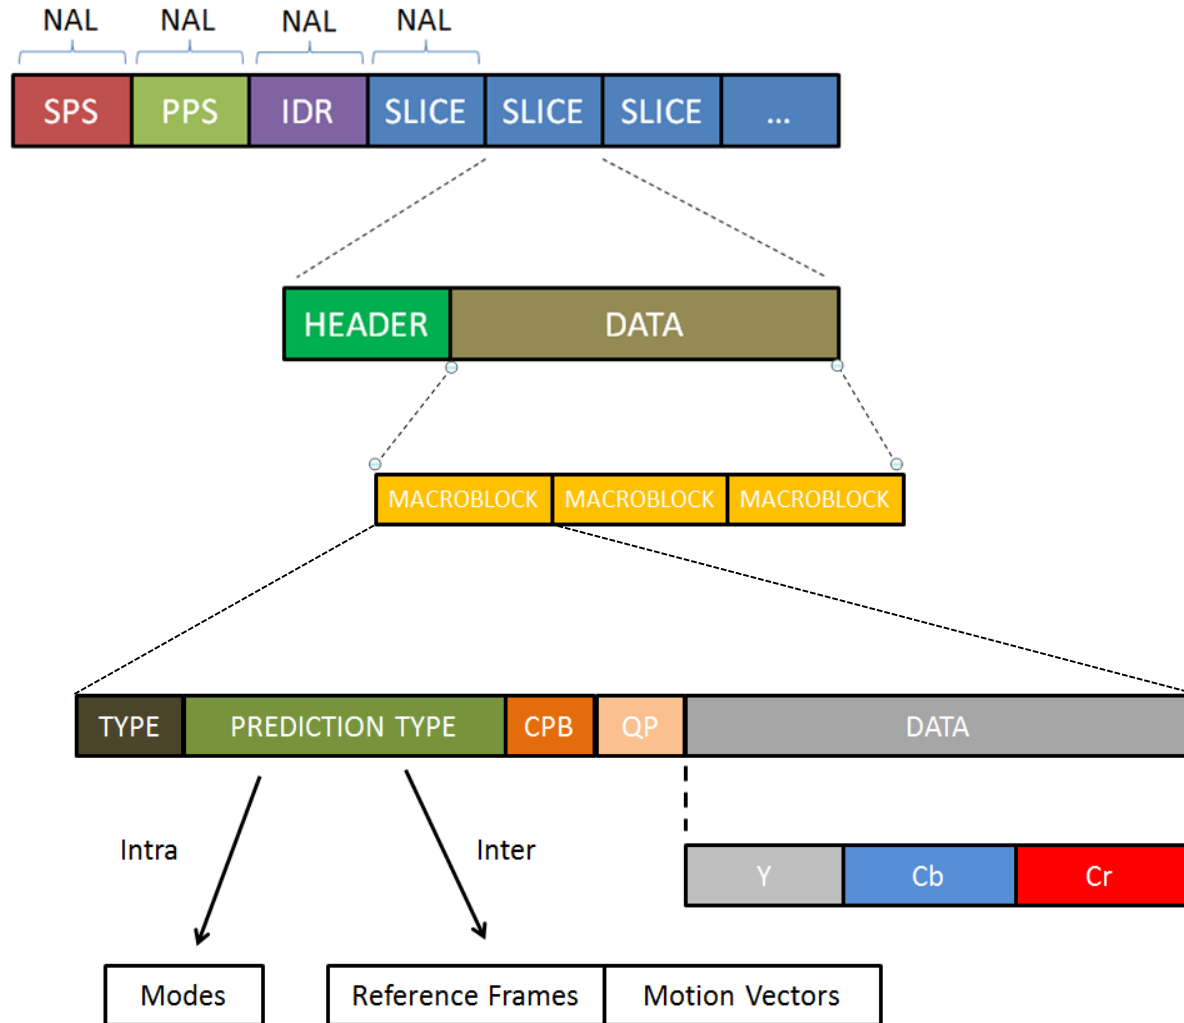 NAL NAL NAL NAL
SPS PPS IDR SLICE SLICE SLICE ...
HEADER DATA
MACROBLOCK MACROBLOCK MACROBLOCK
TYPE PREDICTION TYPE CPB QP DATA
Intra Inter
Y Cb Cr
Modes Reference Frames Motion Vectors